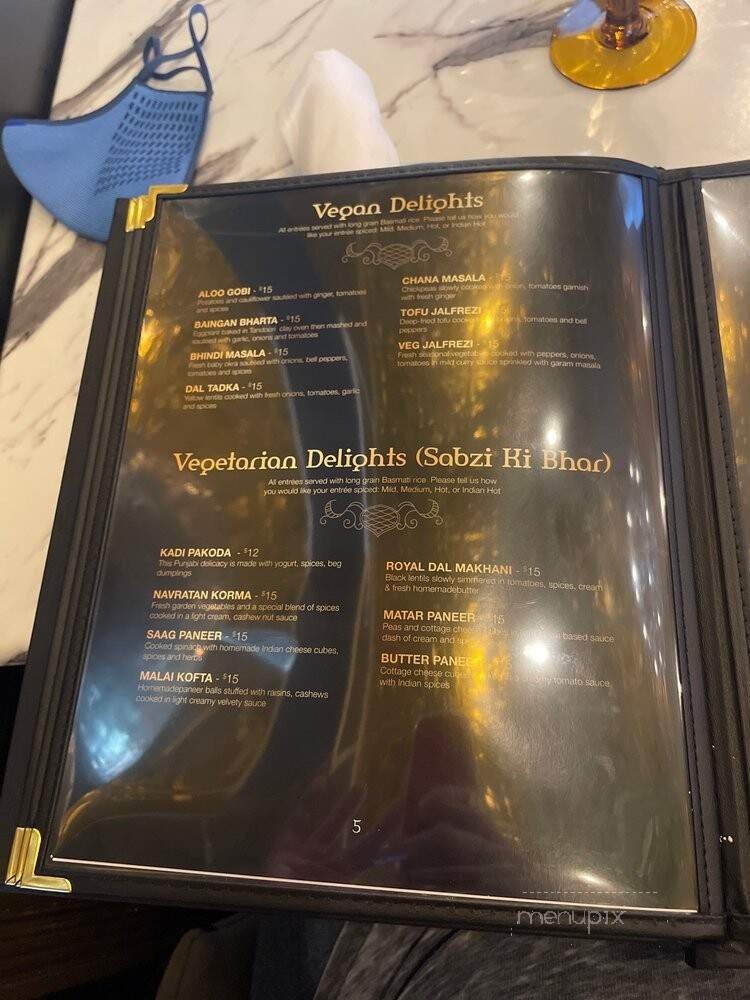 Vegan Delights
All entrées served with long grain Basmati rice Please tell us how you would
like your entrée spiced: Mild, Medium, Hot, or Indian Hot
ALOO GOBI - $15
Potatoes and cauliflower sautéed with ginger, tomatoes
and spices
BAINGAN BHARTA - $15
Eggplant baked in Tandoori clay oven then mashed and
sautéed with garlic, onions and tomatoes
BHINDI MASALA - $15
Fresh baby okra sautéed with onions, bell peppers,
tomatoes and spices
DAL TADKA - $15
Yellow lentils cooked with fresh onions, tomatoes, garlic
and spices
CHANA MASALA - $15
Chickpeas slowly cooked with onion, tomatoes garnish
with fresh ginger
TOFU JALFREZI - $15
Deep-fried tofu cooked with onions, tomatoes and bell
peppers
VEG JALFREZI - $15
Fresh seasonal vegetables cooked with peppers, onions,
tomatoes in mild curry sauce sprinkled with garam masala
Vegetarian Delights (Sabzi Ki Bhar)
All entrées served with long grain Basmati rice Please tell us how
you would like your entrée spiced: Mild, Medium, Hot, or Indian Hot
KADI PAKODA - $12
This Punjabi delicacy is made with yogurt, spices, beg
dumplings
NAVRATAN KORMA - $15
Fresh garden vegetables and a special blend of spices
cooked in a light cream, cashew nut sauce
SAAG PANEER - $15
Cooked spinach with homemade Indian cheese cubes,
spices and herbs
MALAI KOFTA - $15
Homemadepaneer balls stuffed with raisins, cashews
cooked in light creamy velvety sauce
ROYAL DAL MAKHANI - $15
Black lentils slowly simmered in tomatoes, spices, cream
& fresh homemadebutter
MATAR PANEER - $15
Peas and cottage cheese based sauce
dash of cream and
BUTTER PANEER
Cottage cheese cubes creamy tomato sauce,
with Indian spices
5
menupix